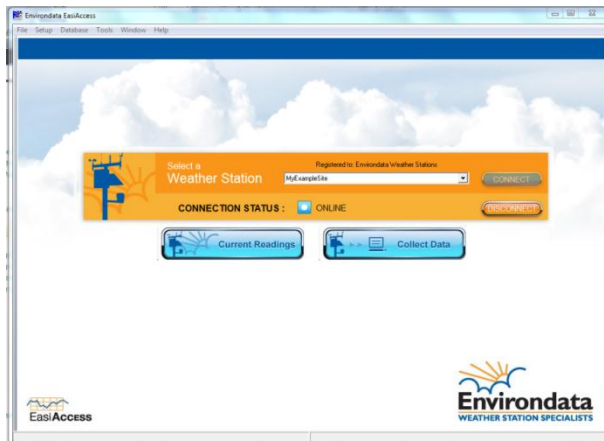 Environdata EasiAccess
File Setup Database Tools Window Help
Select a
Weather Station
Registered to: Environdata Weather Stations
MyExampleSite
CONNECT
CONNECTION STATUS :
ONLINE
DISCONNECT
Current Readings
Collect Data
EasiAccess
Environdata
WEATHER STATION SPECIALISTS